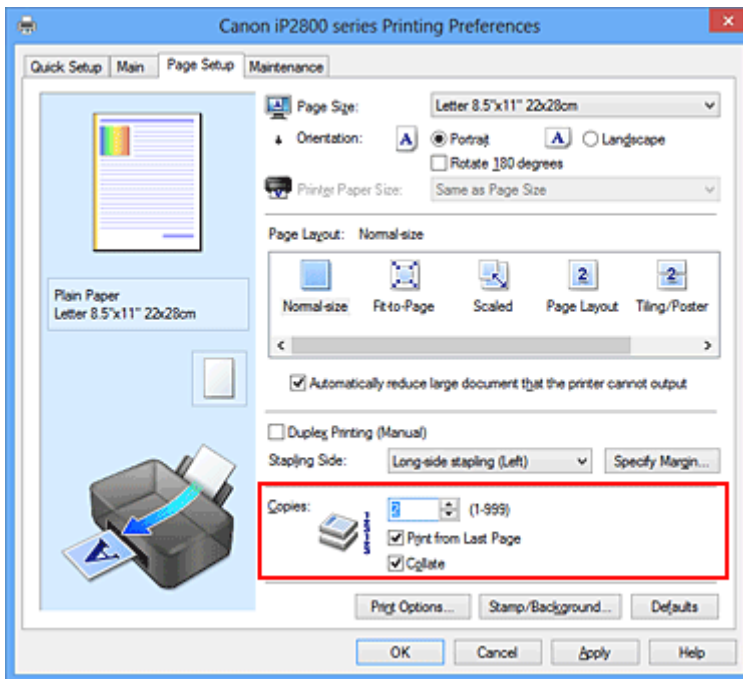 Canon iP2800 series Printing Preferences
Quick Setup Main Page Setup Maintenance
Page Size: Letter 8.5"x11" 22x28cm
Orientation: A Portrait A Landscape
Rotate 180 degrees
Printer Paper Size: Same as Page Size
Page Layout: Normal-size
Normal-size Fit-to-Page Scaled Page Layout Tiling/Poster
Plain Paper
Letter 8.5"x11" 22x28cm
Automatically reduce large document that the printer cannot output
Duplex Printing (Manual)
Stapling Side: Long-side stapling (Left) Specify Margin...
Copies: 2 (1-999)
Print from Last Page
Collate
Print Options... Stamp/Background... Defaults
OK Cancel Apply Help